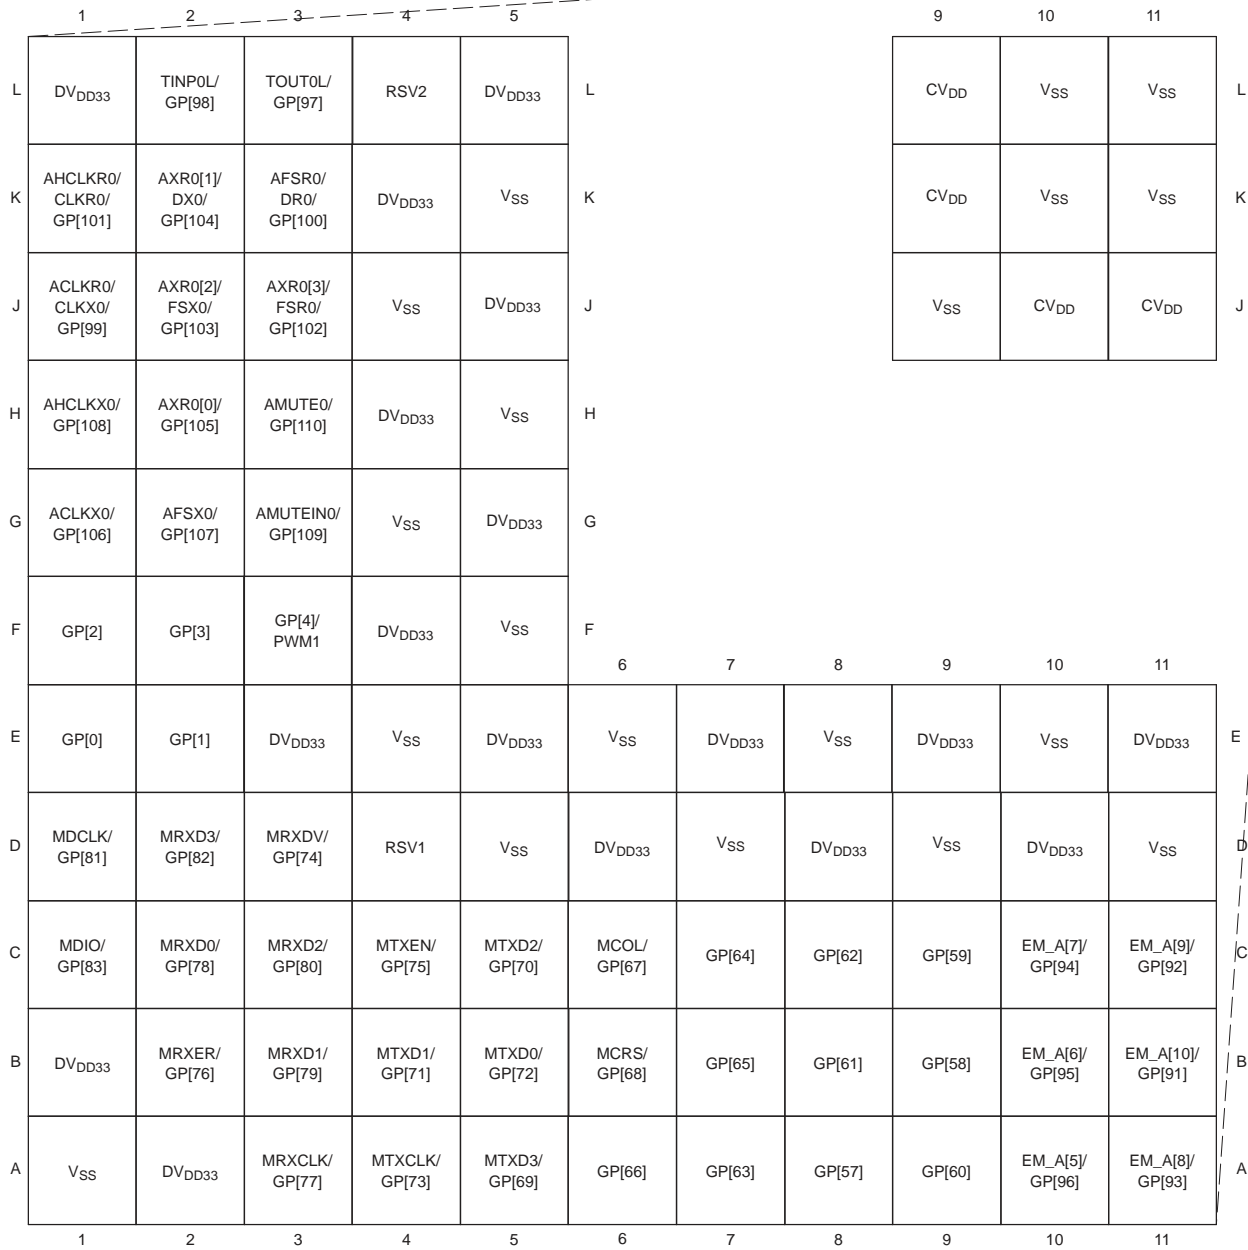 1 2 3 4 5 9 10 11
L DVDD33 TINP0L/ GP[98] TOUT0L/ GP[97] RSV2 DVDD33 L CVDD VSS VSS L
K AHCLKR0/ CLKR0/ GP[101] AXR0[1]/ DX0/ GP[104] AFSR0/ DR0/ GP[100] DVDD33 VSS K CVDD VSS VSS K
J ACLKR0/ CLKX0/ GP[99] AXR0[2]/ FSX0/ GP[103] AXR0[3]/ FSR0/ GP[102] VSS DVDD33 J VSS CVDD CVDD J
H AHCLKX0/ GP[108] AXR0[0]/ GP[105] AMUTE0/ GP[110] DVDD33 VSS H
G ACLKX0/ GP[106] AFSX0/ GP[107] AMUTEIN0/ GP[109] VSS DVDD33 G
F GP[2] GP[3] GP[4]/ PWM1 DVDD33 VSS F
6 7 8 9 10 11
E GP[0] GP[1] DVDD33 VSS DVDD33 VSS DVDD33 VSS DVDD33 VSS DVDD33 E
D MDCLK/ GP[81] MRXD3/ GP[82] MRXDV/ GP[74] RSV1 VSS DVDD33 VSS DVDD33 VSS DVDD33 VSS D
C MDIO/ GP[83] MRXD0/ GP[78] MRXD2/ GP[80] MTXEN/ GP[75] MTXD2/ GP[70] MCOL/ GP[67] GP[64] GP[62] GP[59] EM_A[7]/ GP[94] EM_A[9]/ GP[92] C
B DVDD33 MRXER/ GP[76] MRXD1/ GP[79] MTXD1/ GP[71] MTXD0/ GP[72] MCRS/ GP[68] GP[65] GP[61] GP[58] EM_A[6]/ GP[95] EM_A[10]/ GP[91] B
A VSS DVDD33 MRXCLK/ GP[77] MTXCLK/ GP[73] MTXD3/ GP[69] GP[66] GP[63] GP[57] GP[60] EM_A[5]/ GP[96] EM_A[8]/ GP[93] A
1 2 3 4 5 6 7 8 9 10 11